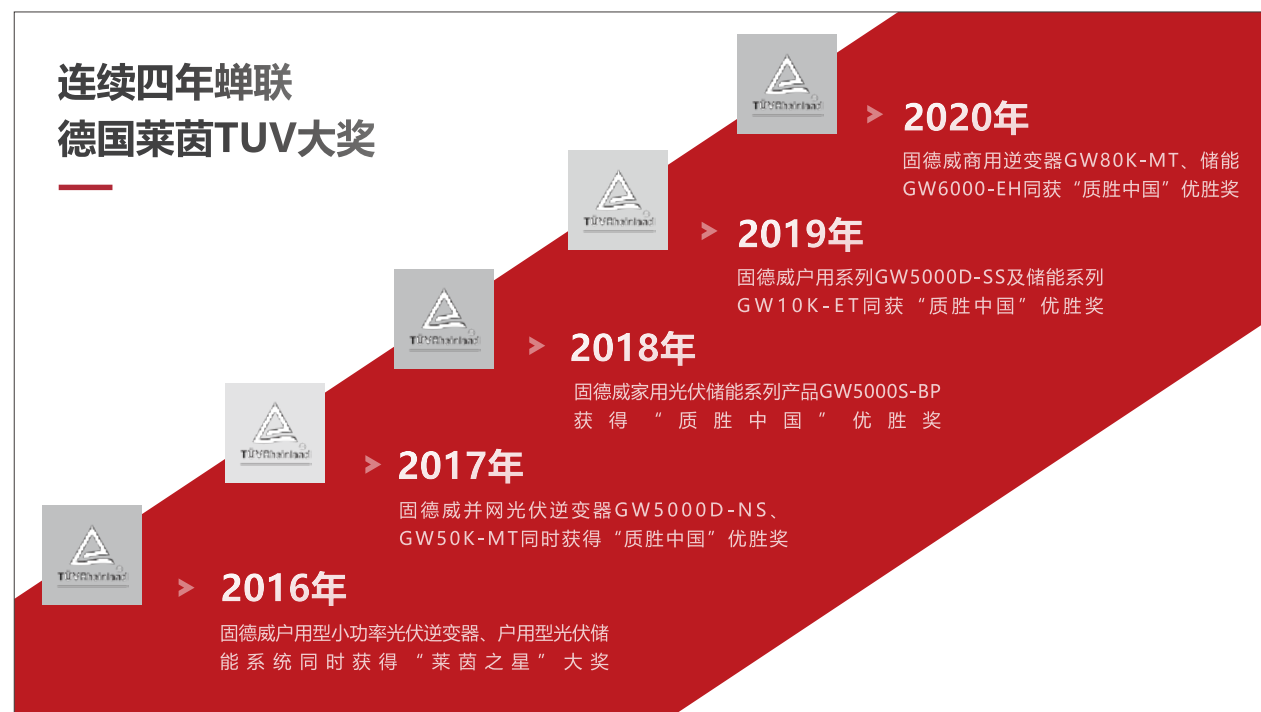 连续四年蝉联
德国莱茵TUV大奖
TÜVRheinland
2020年
固德威商用逆变器GW80K-MT、储能
GW6000-EH同获“质胜中国”优胜奖
TÜVRheinland
2019年
固德威户用系列GW5000D-SS及储能系列
GW10K-ET同获“质胜中国”优胜奖
TÜVRheinland
2018年
固德威家用光伏储能系列产品GW5000S-BP
获得“质胜中国”优胜奖
TÜVRheinland
2017年
固德威并网光伏逆变器GW5000D-NS、
GW50K-MT同时获得“质胜中国”优胜奖
TÜVRheinland
2016年
固德威户用型小功率光伏逆变器、户用型光伏储
能系统同时获得“莱茵之星”大奖